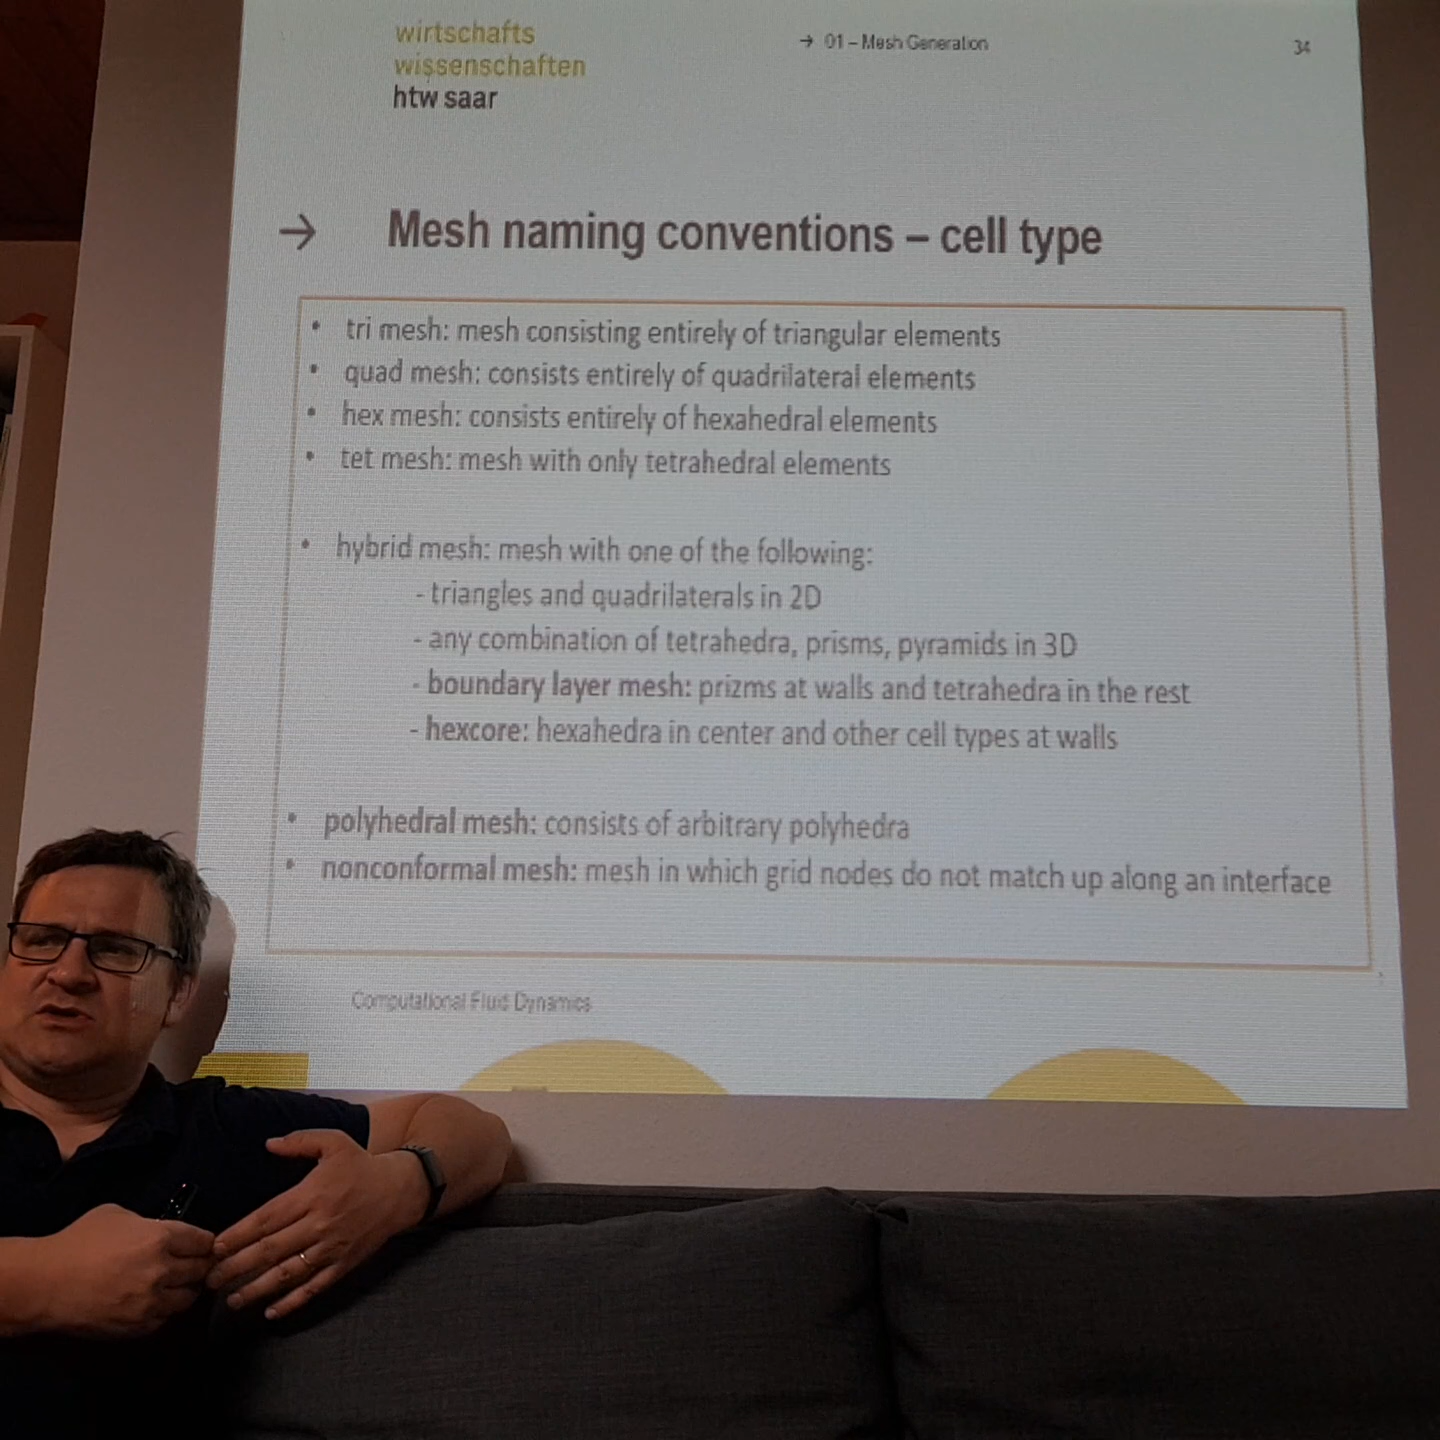 wirtschafts
wissenschaften
htw saar
→ 01 – Mesh Generation
34
→ Mesh naming conventions – cell type
• tri mesh: mesh consisting entirely of triangular elements
• quad mesh: consists entirely of quadrilateral elements
• hex mesh: consists entirely of hexahedral elements
• tet mesh: mesh with only tetrahedral elements
• hybrid mesh: mesh with one of the following:
- triangles and quadrilaterals in 2D
- any combination of tetrahedra, prisms, pyramids in 3D
- boundary layer mesh: prizms at walls and tetrahedra in the rest
- hexcore: hexahedra in center and other cell types at walls
• polyhedral mesh: consists of arbitrary polyhedra
• nonconformal mesh: mesh in which grid nodes do not match up along an interface
Computational Fluid Dynamics